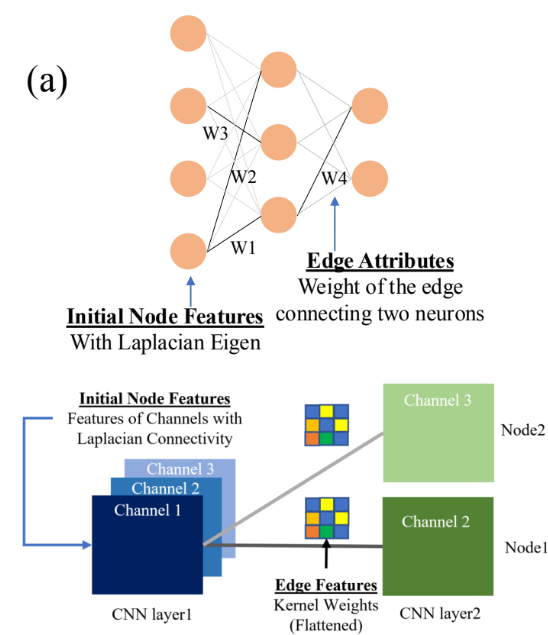 (a)
W3
W2
W4
W1
Edge Attributes
Weight of the edge
connecting two neurons
Initial Node Features
With Laplacian Eigen
Initial Node Features
Features of Channels with
Laplacian Connectivity
Channel 3
Channel 2
Channel 1
CNN layer1
Channel 3
Node2
Channel 2
Node1
Edge Features
Kernel Weights
(Flattened)
CNN layer2